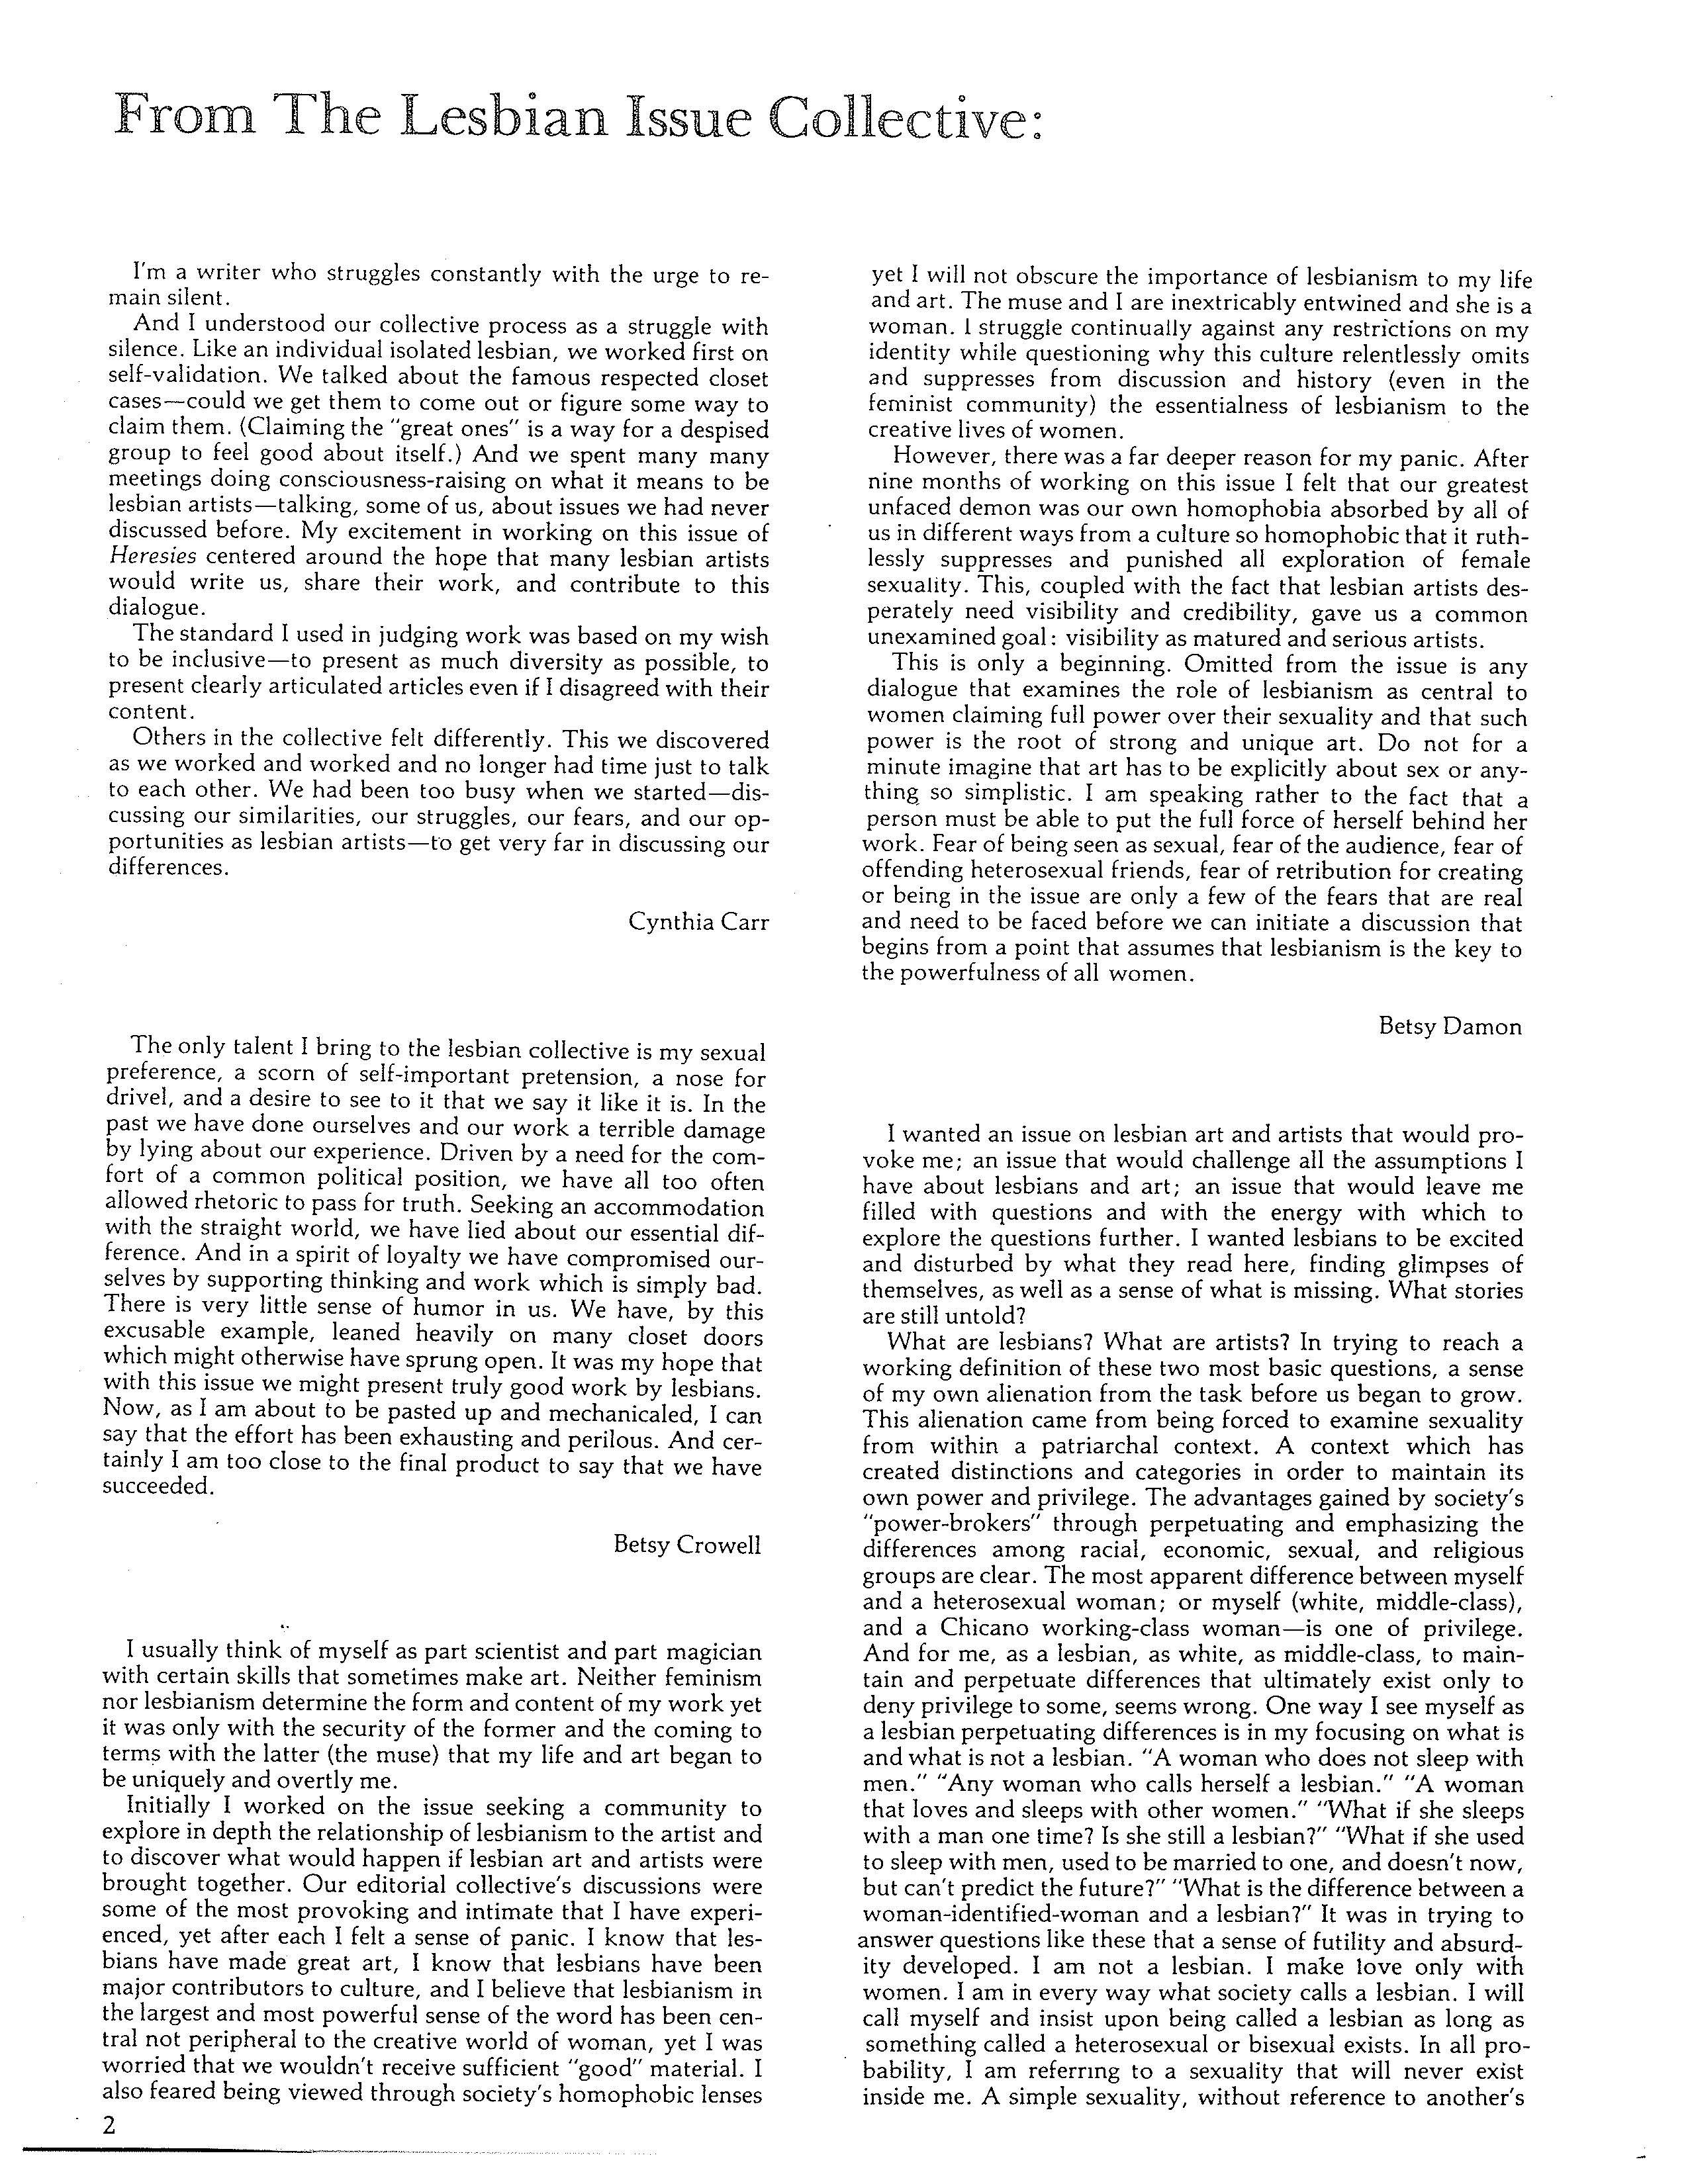 From The Lesbian Issue Collective:
I'm a writer who struggles constantly with the urge to re-
main silent.
And I understood our collective process as a struggle with
silence. Like an individual isolated lesbian, we worked first on
self-validation. We talked about the famous respected closet
cases—could we get them to come out or figure some way to
claim them. (Claiming the "great ones" is a way for a despised
group to feel good about itself.) And we spent many many
meetings doing consciousness-raising on what it means to be
lesbian artists—talking, some of us, about issues we had never
discussed before. My excitement in working on this issue of
Heresies centered around the hope that many lesbian artists
would write us, share their work, and contribute to this
dialogue.
The standard I used in judging work was based on my wish
to be inclusive—to present as much diversity as possible, to
present clearly articulated articles even if I disagreed with their
content.
Others in the collective felt differently. This we discovered
as we worked and worked and no longer had time just to talk
to each other. We had been too busy when we started—dis-
cussing our similarities, our struggles, our fears, and our op-
portunities as lesbian artists—to get very far in discussing our
differences.
Cynthia Carr
The only talent I bring to the lesbian collective is my sexual
preference, a scorn of self-important pretension, a nose for
drivel, and a desire to see to it that we say it like it is. In the
past we have done ourselves and our work a terrible damage
by lying about our experience. Driven by a need for the com-
fort of a common political position, we have all too often
allowed rhetoric to pass for truth. Seeking an accommodation
with the straight world, we have lied about our essential dif-
ference. And in a spirit of loyalty we have compromised our-
selves by supporting thinking and work which is simply bad.
There is very little sense of humor in us. We have, by this
excusable example, leaned heavily on many closet doors
which might otherwise have sprung open. It was my hope that
with this issue we might present truly good work by lesbians.
Now, as I am about to be pasted up and mechanicaled, I can
say that the effort has been exhausting and perilous. And cer-
tainly I am too close to the final product to say that we have
succeeded.
Betsy Crowell
I usually think of myself as part scientist and part magician
with certain skills that sometimes make art. Neither feminism
nor lesbianism determine the form and content of my work yet
it was only with the security of the former and the coming to
terms with the latter (the muse) that my life and art began to
be uniquely and overtly me.
Initially I worked on the issue seeking a community to
explore in depth the relationship of lesbianism to the artist and
to discover what would happen if lesbian art and artists were
brought together. Our editorial collective's discussions were
some of the most provoking and intimate that I have experi-
enced, yet after each I felt a sense of panic. I know that les-
bians have made great art, I know that lesbians have been
major contributors to culture, and I believe that lesbianism in
the largest and most powerful sense of the word has been cen-
tral not peripheral to the creative world of woman, yet I was
worried that we wouldn't receive sufficient "good" material. I
also feared being viewed through society's homophobic lenses
2
yet I will not obscure the importance of lesbianism to my life
and art. The muse and I are inextricably entwined and she is a
woman. I struggle continually against any restrictions on my
identity while questioning why this culture relentlessly omits
and suppresses from discussion and history (even in the
feminist community) the essentialness of lesbianism to the
creative lives of women.
However, there was a far deeper reason for my panic. After
nine months of working on this issue I felt that our greatest
unfaced demon was our own homophobia absorbed by all of
us in different ways from a culture so homophobic that it ruth-
lessly suppresses and punished all exploration of female
sexuality. This, coupled with the fact that lesbian artists des-
perately need visibility and credibility, gave us a common
unexamined goal: visibility as matured and serious artists.
This is only a beginning. Omitted from the issue is any
dialogue that examines the role of lesbianism as central to
women claiming full power over their sexuality and that such
power is the root of strong and unique art. Do not for a
minute imagine that art has to be explicitly about sex or any-
thing so simplistic. I am speaking rather to the fact that a
person must be able to put the full force of herself behind her
work. Fear of being seen as sexual, fear of the audience, fear of
offending heterosexual friends, fear of retribution for creating
or being in the issue are only a few of the fears that are real
and need to be faced before we can initiate a discussion that
begins from a point that assumes that lesbianism is the key to
the powerfulness of all women.
Betsy Damon
I wanted an issue on lesbian art and artists that would pro-
voke me; an issue that would challenge all the assumptions I
have about lesbians and art; an issue that would leave me
filled with questions and with the energy with which to
explore the questions further. I wanted lesbians to be excited
and disturbed by what they read here, finding glimpses of
themselves, as well as a sense of what is missing. What stories
are still untold?
What are lesbians? What are artists? In trying to reach a
working definition of these two most basic questions, a sense
of my own alienation from the task before us began to grow.
This alienation came from being forced to examine sexuality
from within a patriarchal context. A context which has
created distinctions and categories in order to maintain its
own power and privilege. The advantages gained by society's
"power-brokers" through perpetuating and emphasizing the
differences among racial, economic, sexual, and religious
groups are clear. The most apparent difference between myself
and a heterosexual woman; or myself (white, middle-class),
and a Chicano working-class woman—is one of privilege.
And for me, as a lesbian, as white, as middle-class, to main-
tain and perpetuate differences that ultimately exist only to
deny privilege to some, seems wrong. One way I see myself as
a lesbian perpetuating differences is in my focusing on what is
and what is not a lesbian. "A woman who does not sleep with
men." "Any woman who calls herself a lesbian." "A woman
that loves and sleeps with other women." "What if she sleeps
with a man one time? Is she still a lesbian?" "What if she used
to sleep with men, used to be married to one, and doesn't now,
but can't predict the future?" "What is the difference between a
woman-identified-woman and a lesbian?" It was in trying to
answer questions like these that a sense of futility and absurd-
ity developed. I am not a lesbian. I make love only with
women. I am in every way what society calls a lesbian. I will
call myself and insist upon being called a lesbian as long as
something called a heterosexual or bisexual exists. In all pro-
bability, I am referring to a sexuality that will never exist
inside me. A simple sexuality, without reference to another's